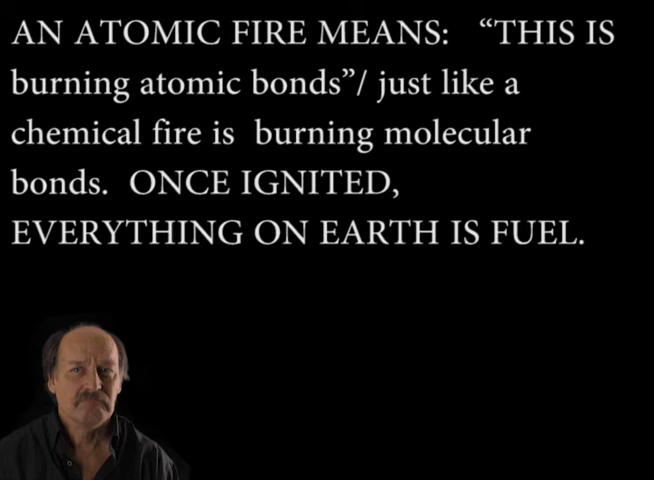 AN ATOMIC FIRE MEANS: “THIS IS
burning atomic bonds”/ just like a
chemical fire is burning molecular
bonds. ONCE IGNITED,
EVERYTHING ON EARTH IS FUEL.